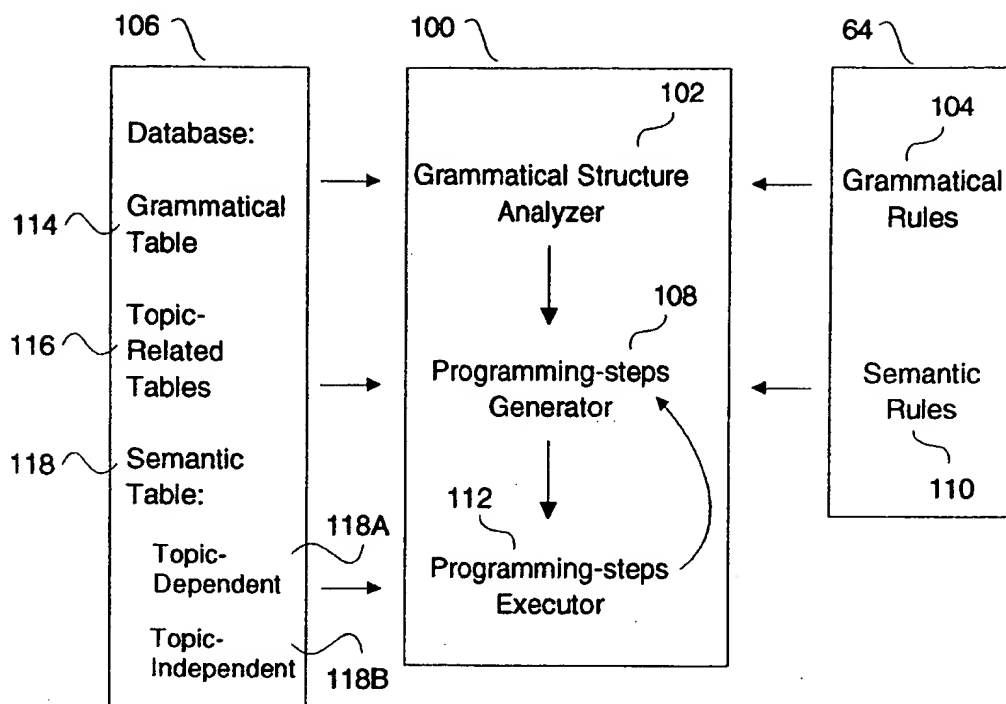 106
100
64
Database:
114
Grammatical
Table
116
Topic-
Related
Tables
118
Semantic
Table:
118A
Topic-
Dependent
Topic-
Independent
118B
102
Grammatical Structure
Analyzer
108
Programming-steps
Generator
112
Programming-steps
Executor
104
Grammatical
Rules
Semantic
Rules
110